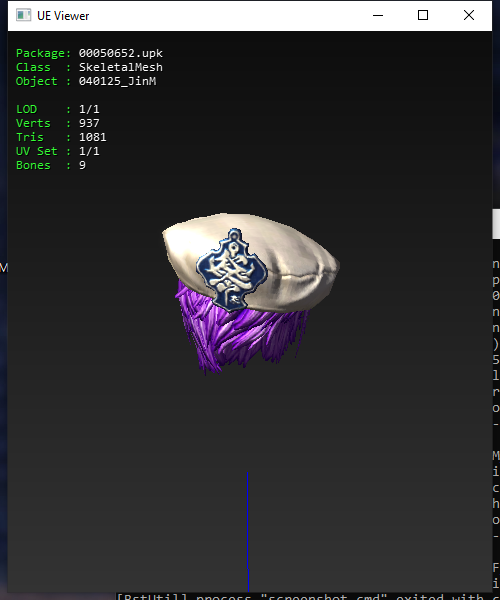 UE Viewer
Package: 00050652.upk
Class : SkeletalMesh
Object : 040125_JinM
LOD : 1/1
Verts : 937
Tris : 1081
UV Set : 1/1
Bones : 9
M
n
p
0
n
n
)
5
l
r
o
-
M
i
c
h
o
-
F
i
[BstUtil] process "screenshot.cmd" exited with c